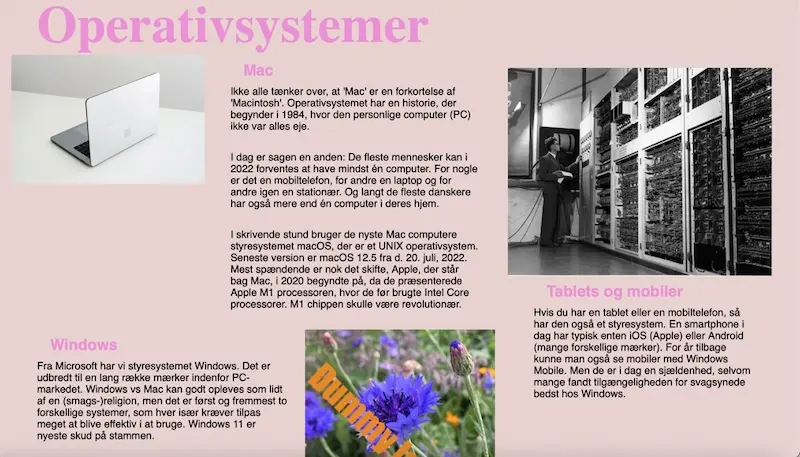 Operativsystemer
Mac
Ikke alle tænker over, at 'Mac' er en forkortelse af
'Macintosh'. Operativsystemet har en historie, der
begynder i 1984, hvor den personlige computer (PC)
ikke var alles eje.
I dag er sagen en anden: De fleste mennesker kan i
2022 forventes at have mindst én computer. For nogle
er det en mobiltelefon, for andre en laptop og for
andre igen en stationær. Og langt de fleste danskere
har også mere end én computer i deres hjem.
I skrivende stund bruger de nyste Mac computere
styresystemet macOS, der er et UNIX operativsystem.
Seneste version er macOS 12.5 fra d. 20. juli, 2022.
Mest spændende er nok det skifte, Apple, der står
bag Mac, i 2020 begyndte på, da de præsenterede
Apple M1 processoren, hvor de før brugte Intel Core
processorer. M1 chippen skulle være revolutionær.
Tablets og mobiler
Hvis du har en tablet eller en mobiltelefon, så
har den også et styresystem. En smartphone i
dag har typisk enten iOS (Apple) eller Android
(mange forskellige mærker). For år tilbage
kunne man også se mobiler med Windows
Mobile. Men de er i dag en sjældenhed, selvom
mange fandt tilgængeligheden for svagsynede
bedst hos Windows.
Windows
Fra Microsoft har vi styresystemet Windows. Det er
udbredt til en lang række mærker indenfor PC-
markedet. Windows vs Mac kan godt opleves som lidt
af en (smags-)religion, men det er først og fremmest to
forskellige systemer, som hver især kræver tilpas
meget at blive effektiv i at bruge. Windows 11 er
nyeste skud på stammen.
Dummy